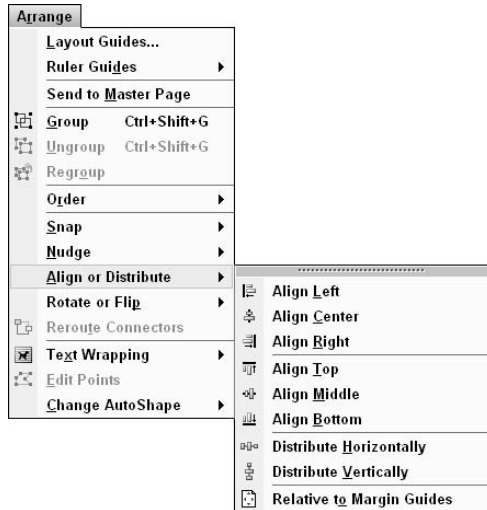 Arrange
Layout Guides...
Ruler Guides
Send to Master Page
Group Ctrl+Shift+G
Ungroup Ctrl+Shift+G
Regroup
Order
Snap
Nudge
Align or Distribute
Rotate or Flip
Reroute Connectors
Text Wrapping
Edit Points
Change AutoShape
Align Left
Align Center
Align Right
Align Top
Align Middle
Align Bottom
Distribute Horizontally
Distribute Vertically
Relative to Margin Guides